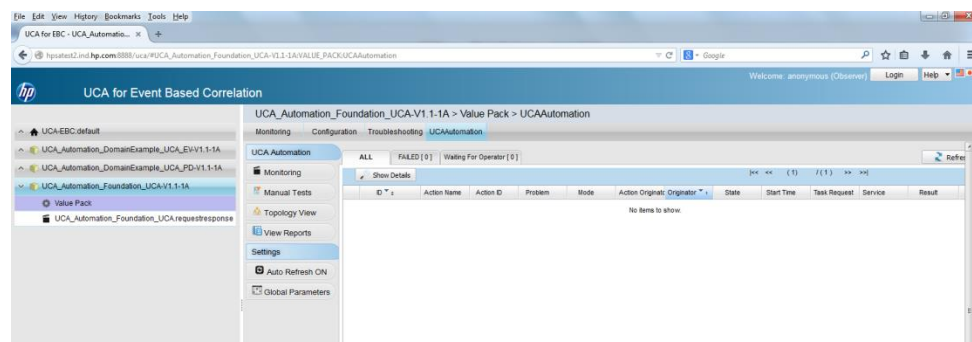 File Edit View History Bookmarks Tools Help
UCA for EBC - UCA_Automatio... × +
hpsatest2.ind.hp.com:8888/uca/#UCA_Automation_Foundation_UCA-V1.1-1A:VALUE_PACK:UCAAutomation
Google
Welcome: anonymous (Observer) Login Help
hp UCA for Event Based Correlation
UCA_Automation_Foundation_UCA-V1.1-1A > Value Pack > UCAAutomation
UCA-EBC:default
Monitoring Configuration Troubleshooting UCAAutomation
UCA_Automation_DomainExample_UCA_EV-V1.1-1A
UCA_Automation_DomainExample_UCA_PD-V1.1-1A
UCA_Automation_Foundation_UCA-V1.1-1A
Value Pack
UCA_Automation_Foundation_UCA.requestresponse
UCA Automation
Monitoring
Manual Tests
Topology View
View Reports
Settings
Auto Refresh ON
Global Parameters
ALL FAILED [ 0 ] Waiting For Operator [ 0 ]
Refres
Show Details
|<< << ( 1 ) / ( 1 ) >> >>|
ID Action Name Action ID Problem Mode Action Originatc Originator State Start Time Task Request Service Result
No items to show.